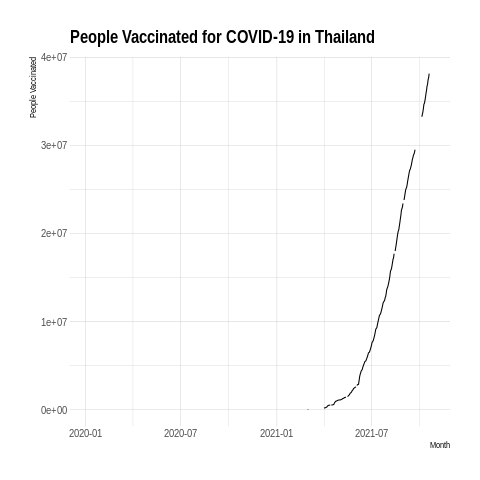 People Vaccinated for COVID-19 in Thailand
People Vaccinated
4e+07
3e+07
2e+07
1e+07
0e+00
2020-01 2020-07 2021-01 2021-07
Month